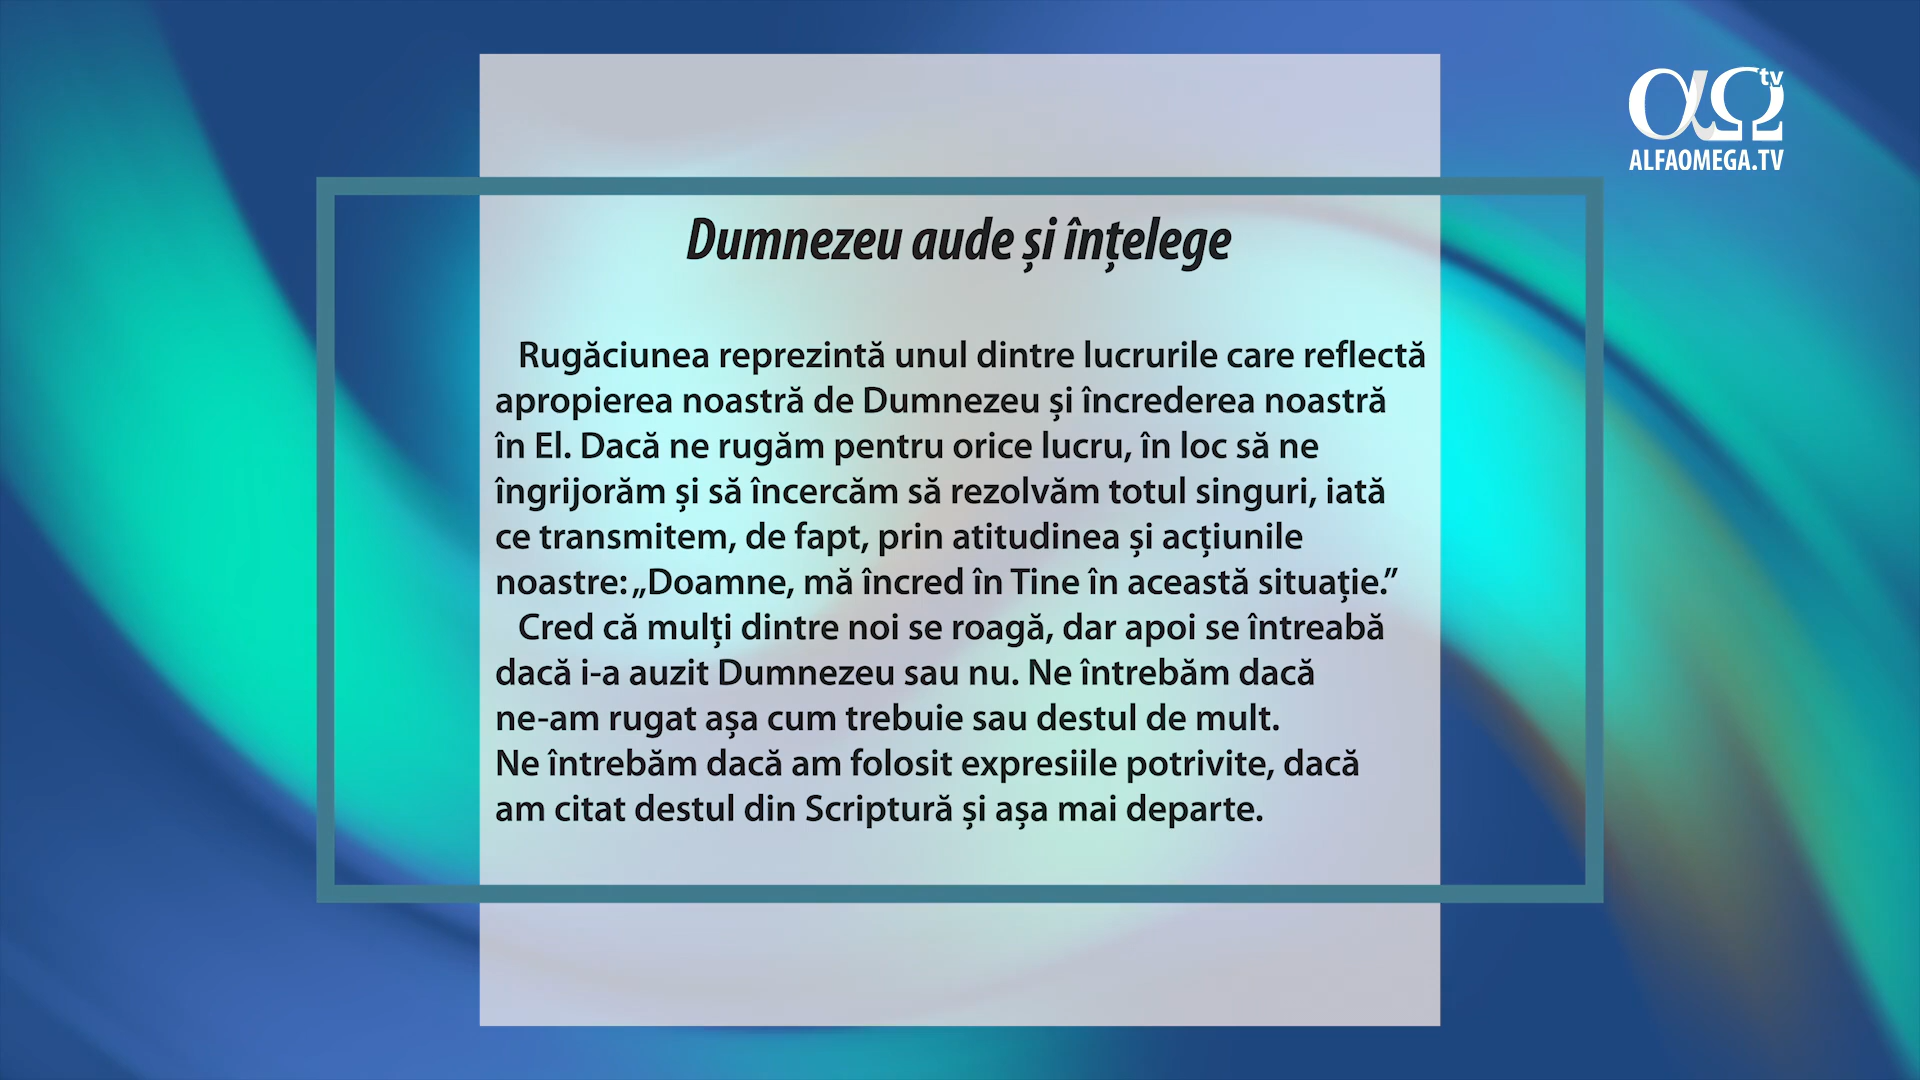 αΩ tv
ALFAOMEGA.TV
Dumnezeu aude și înțelege
Rugăciunea reprezintă unul dintre lucrurile care reflectă
apropierea noastră de Dumnezeu și încrederea noastră
în El. Dacă ne rugăm pentru orice lucru, în loc să ne
îngrijorăm și să încercăm să rezolvăm totul singuri, iată
ce transmitem, de fapt, prin atitudinea și acțiunile
noastre: „Doamne, mă încred în Tine în această situație.”
Cred că mulți dintre noi se roagă, dar apoi se întreabă
dacă i-a auzit Dumnezeu sau nu. Ne întrebăm dacă
ne-am rugat așa cum trebuie sau destul de mult.
Ne întrebăm dacă am folosit expresiile potrivite, dacă
am citat destul din Scriptură și așa mai departe.